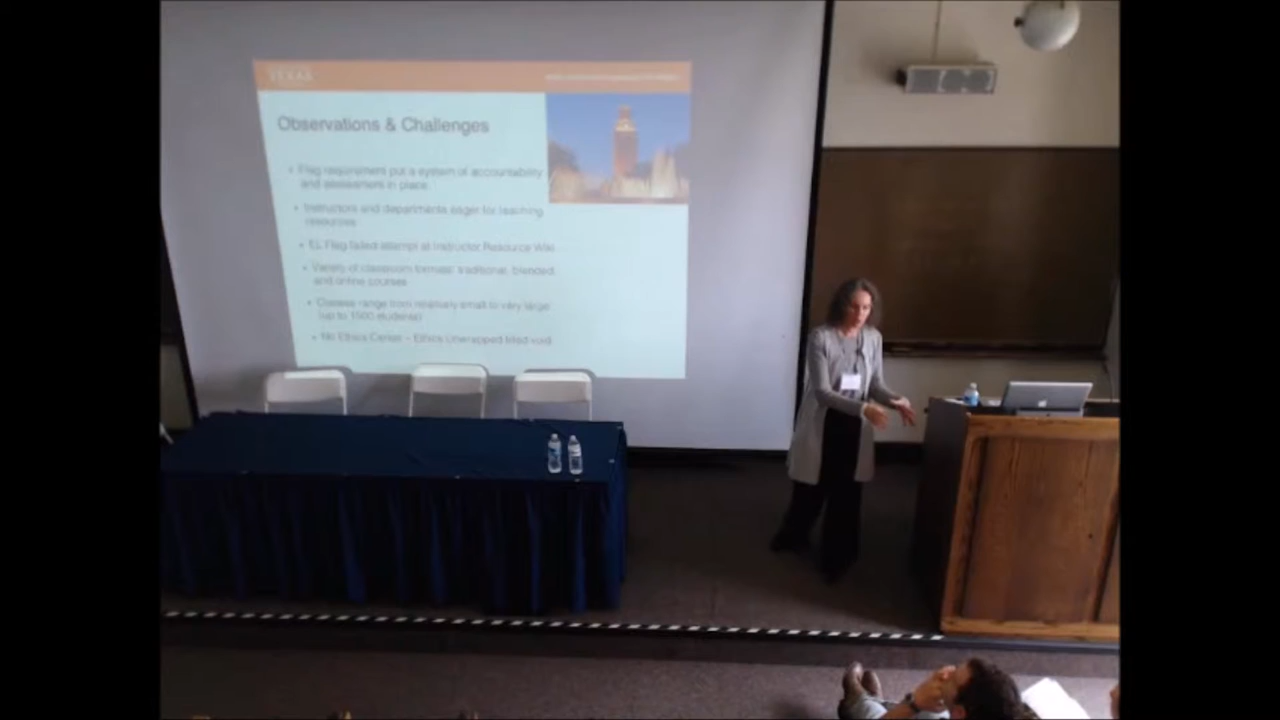 TEXAS
Observations & Challenges
• Flag requirement put a system of accountability
and assessment in place
• Instructors and departments eager for teaching
resources
• EL Flag failed attempt at Instructor Resource Wiki
• Variety of classroom formats: traditional, blended,
and online courses
• Classes range from relatively small to very large
(up to 1000 students)
• No Ethics Center – Ethics Unwrapped filled void